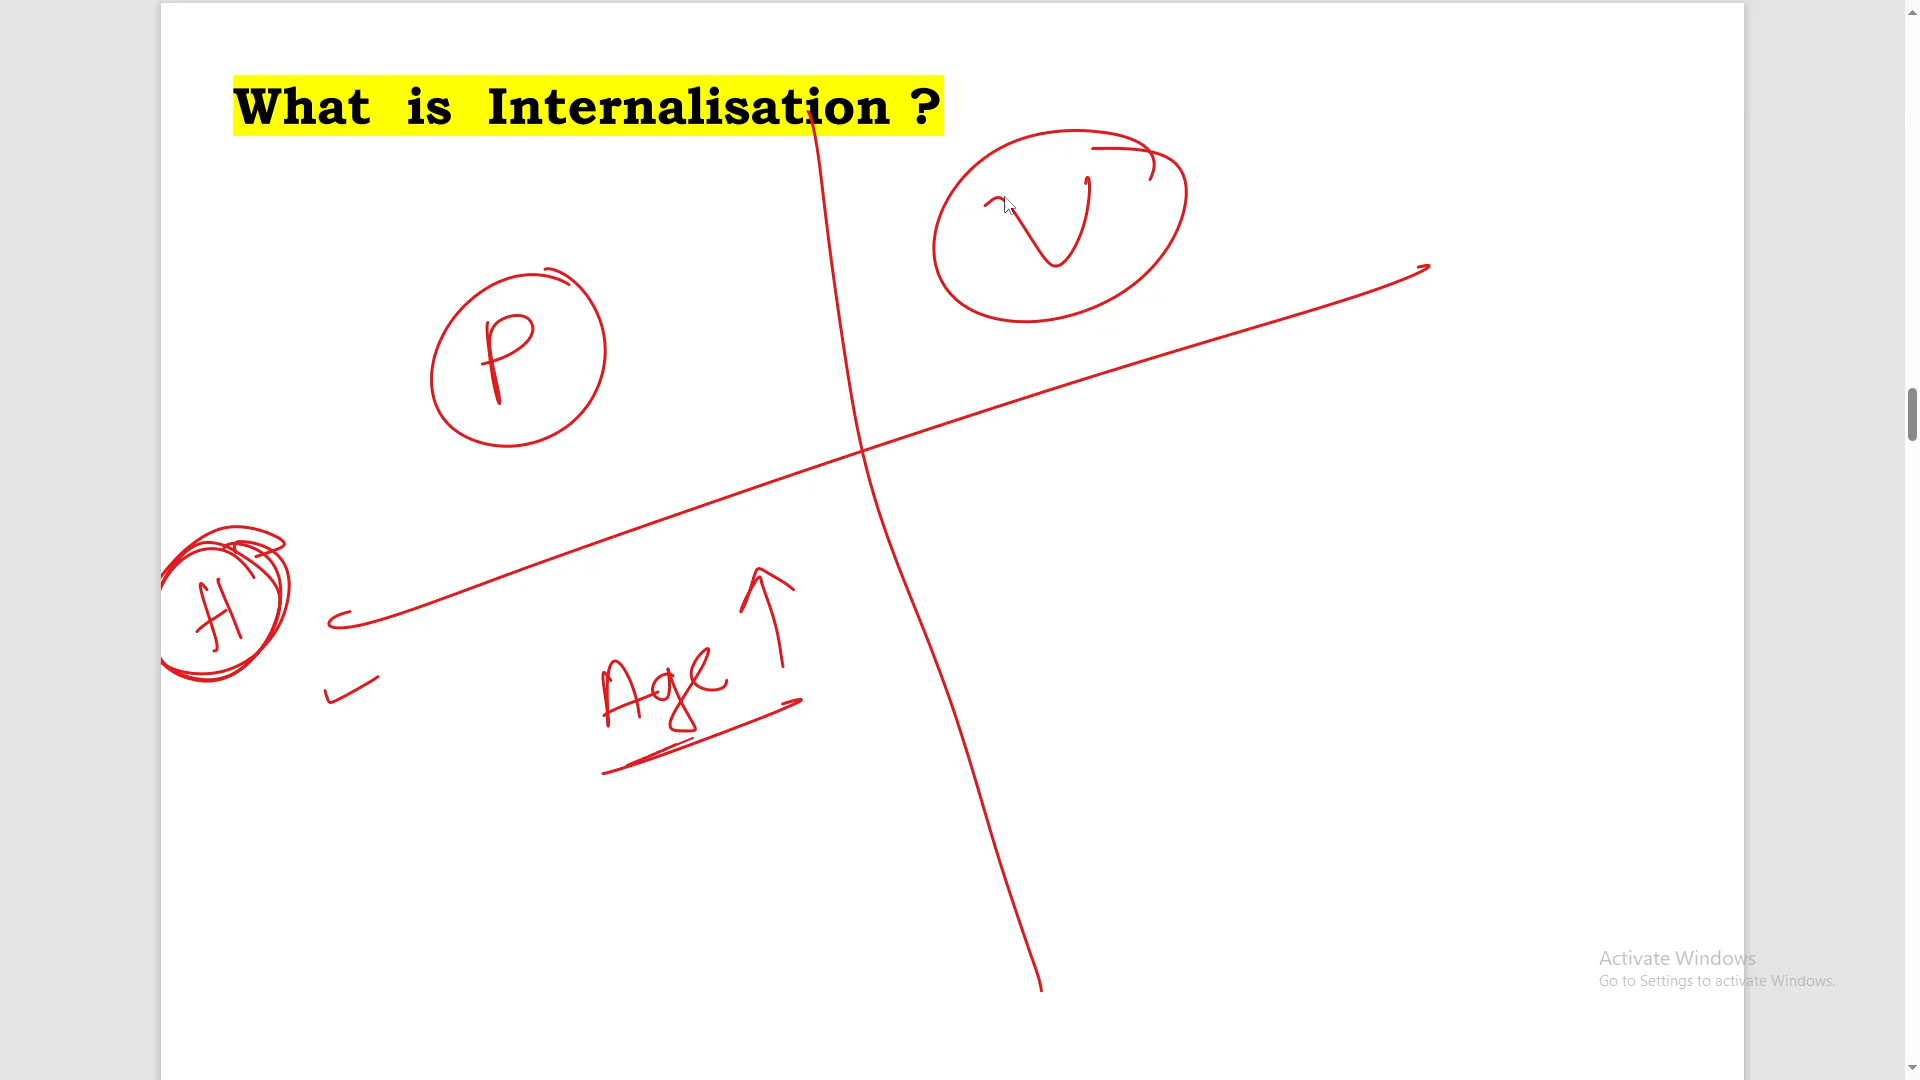 What is Internalisation ?
V
P
H
Age ↑
Activate Windows
Go to Settings to activate Windows.